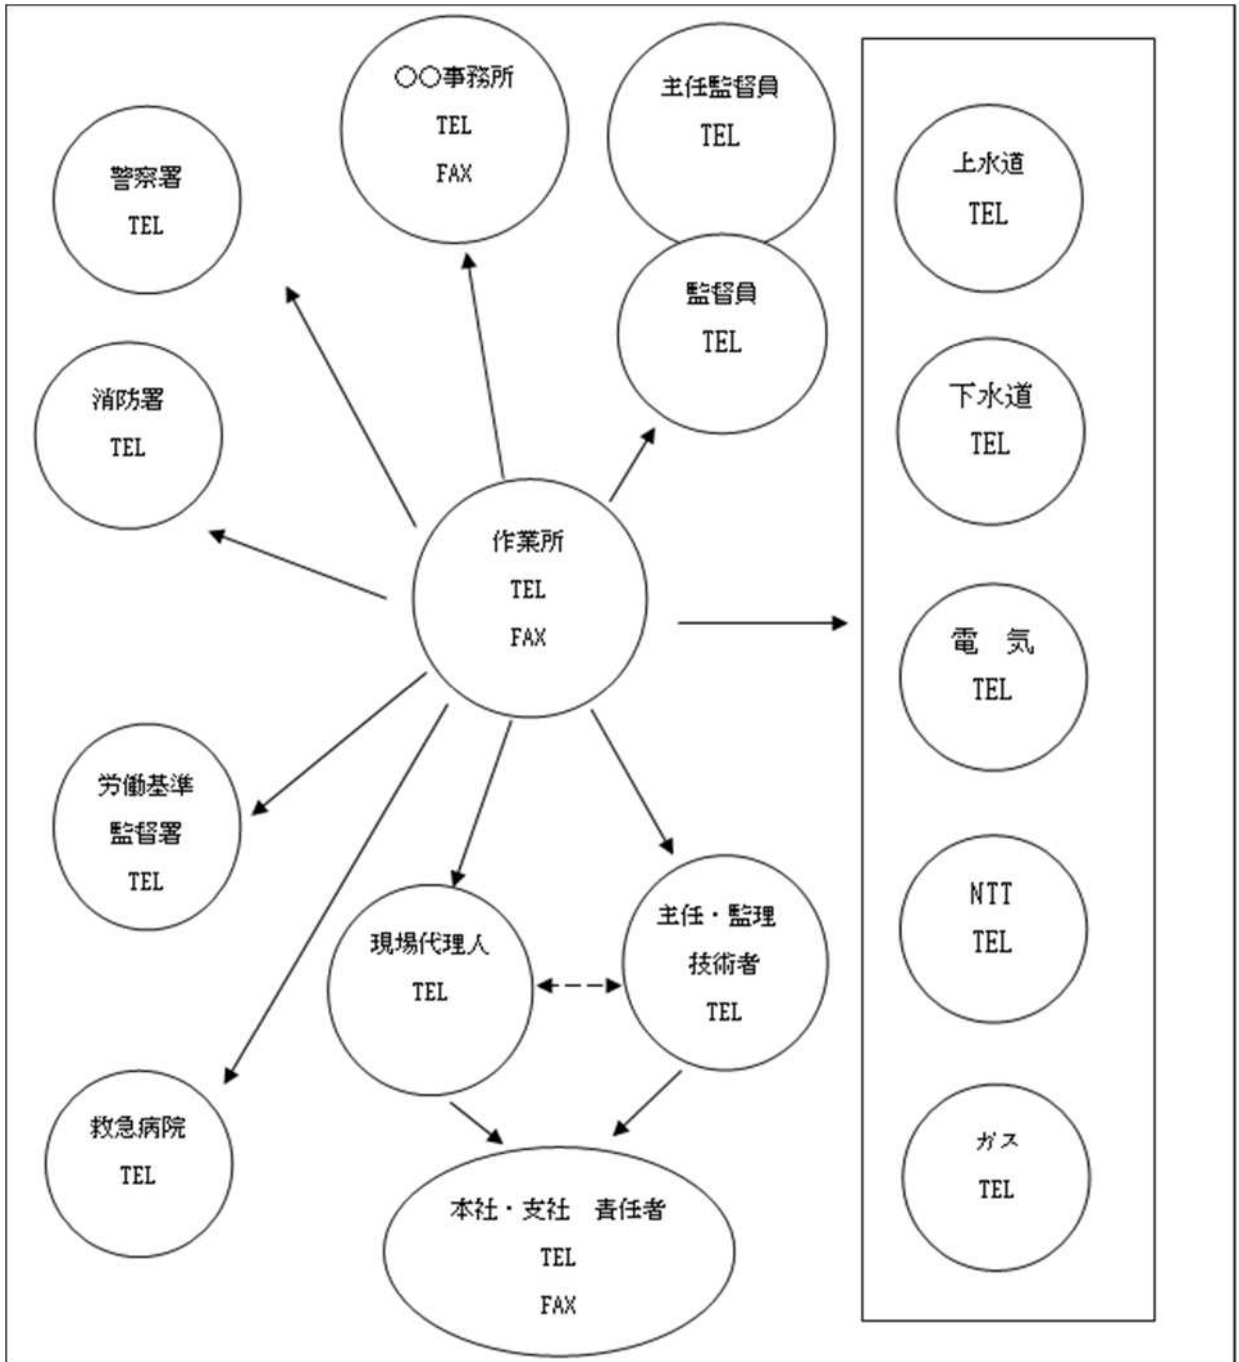 〇〇事務所
TEL
FAX
主任監督員
TEL
警察署
TEL
監督員
TEL
消防署
TEL
作業所
TEL
FAX
労働基準
監督署
TEL
現場代理人
TEL
主任・監理
技術者
TEL
救急病院
TEL
本社・支社　責任者
TEL
FAX
上水道
TEL
下水道
TEL
電　気
TEL
NTT
TEL
ガス
TEL